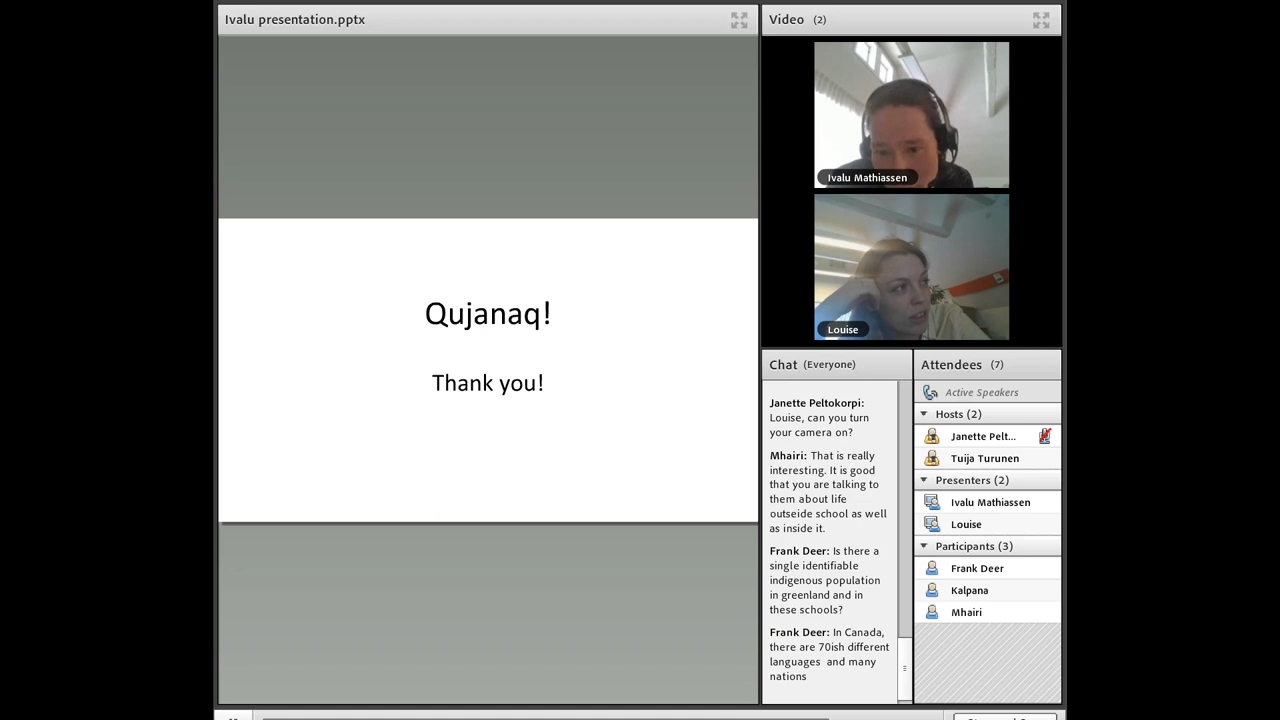 Ivalu presentation.pptx
Qujanaq!
Thank you!
Video (2)
Ivalu Mathiassen
Louise
Chat (Everyone)
Janette Peltokorpi:
Louise, can you turn
your camera on?
Mhairi: That is really
interesting. It is good
that you are talking to
them about life
outseide school as well
as inside it.
Frank Deer: Is there a
single identifiable
indigenous population
in greenland and in
these schools?
Frank Deer: In Canada,
there are 70ish different
languages and many
nations
Attendees (7)
Active Speakers
Hosts (2)
Janette Pelt...
Tuija Turunen
Presenters (2)
Ivalu Mathiassen
Louise
Participants (3)
Frank Deer
Kalpana
Mhairi